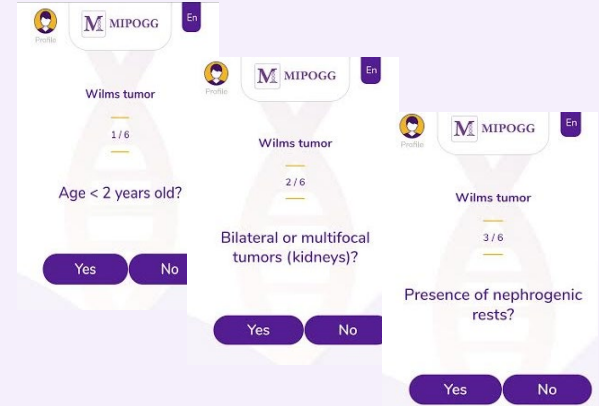 Profile
M MIPOGG
En
Wilms tumor
1 / 6
Age < 2 years old?
Yes
No
Profile
M MIPOGG
En
Wilms tumor
2 / 6
Bilateral or multifocal
tumors (kidneys)?
Yes
No
Profile
M MIPOGG
En
Wilms tumor
3 / 6
Presence of nephrogenic
rests?
Yes
No